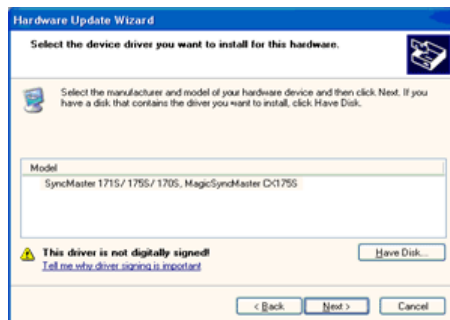 Hardware Update Wizard
Select the device driver you want to install for this hardware.
Select the manufacturer and model of your hardware device and then click Next. If you
have a disk that contains the driver you want to install, click Have Disk.
Model
SyncMaster 171S/ 175S/ 170S, MagicSyncMaster CX175S
This driver is not digitally signed!
Tell me why driver signing is important
Have Disk...
< Back
Next >
Cancel